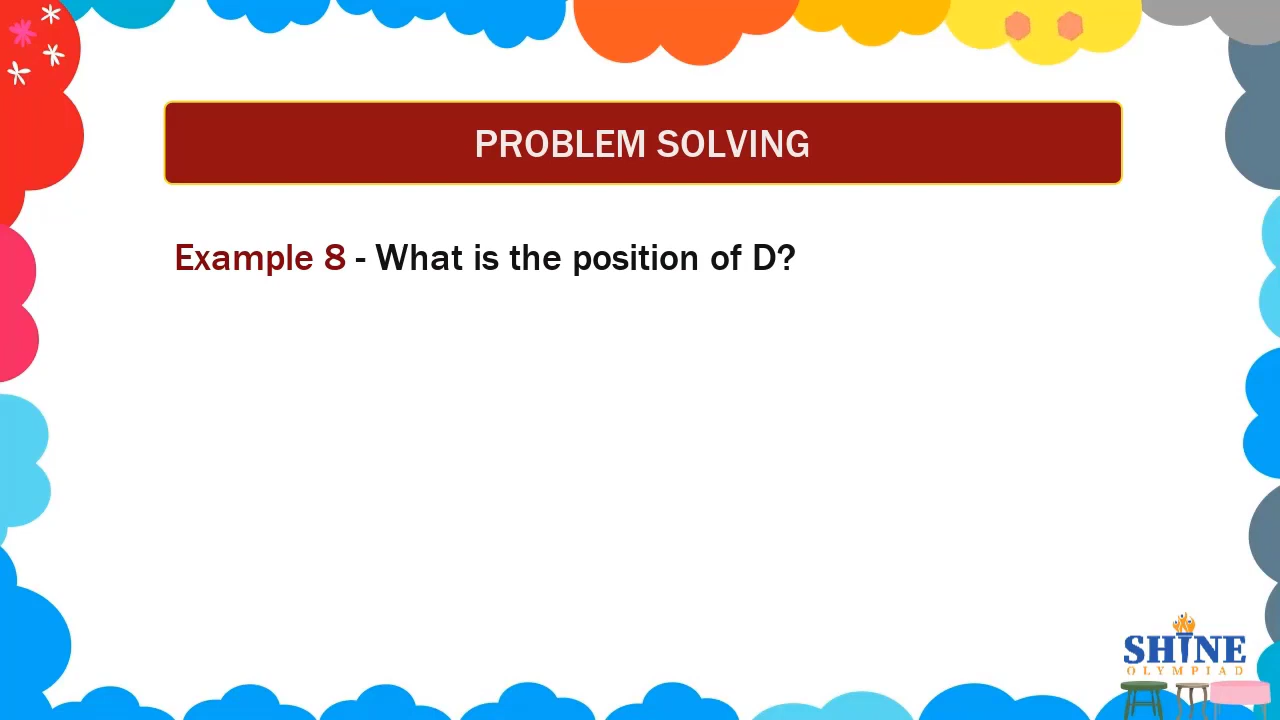 PROBLEM SOLVING
Example 8 - What is the position of D?
SHINE
OLYMPIAD